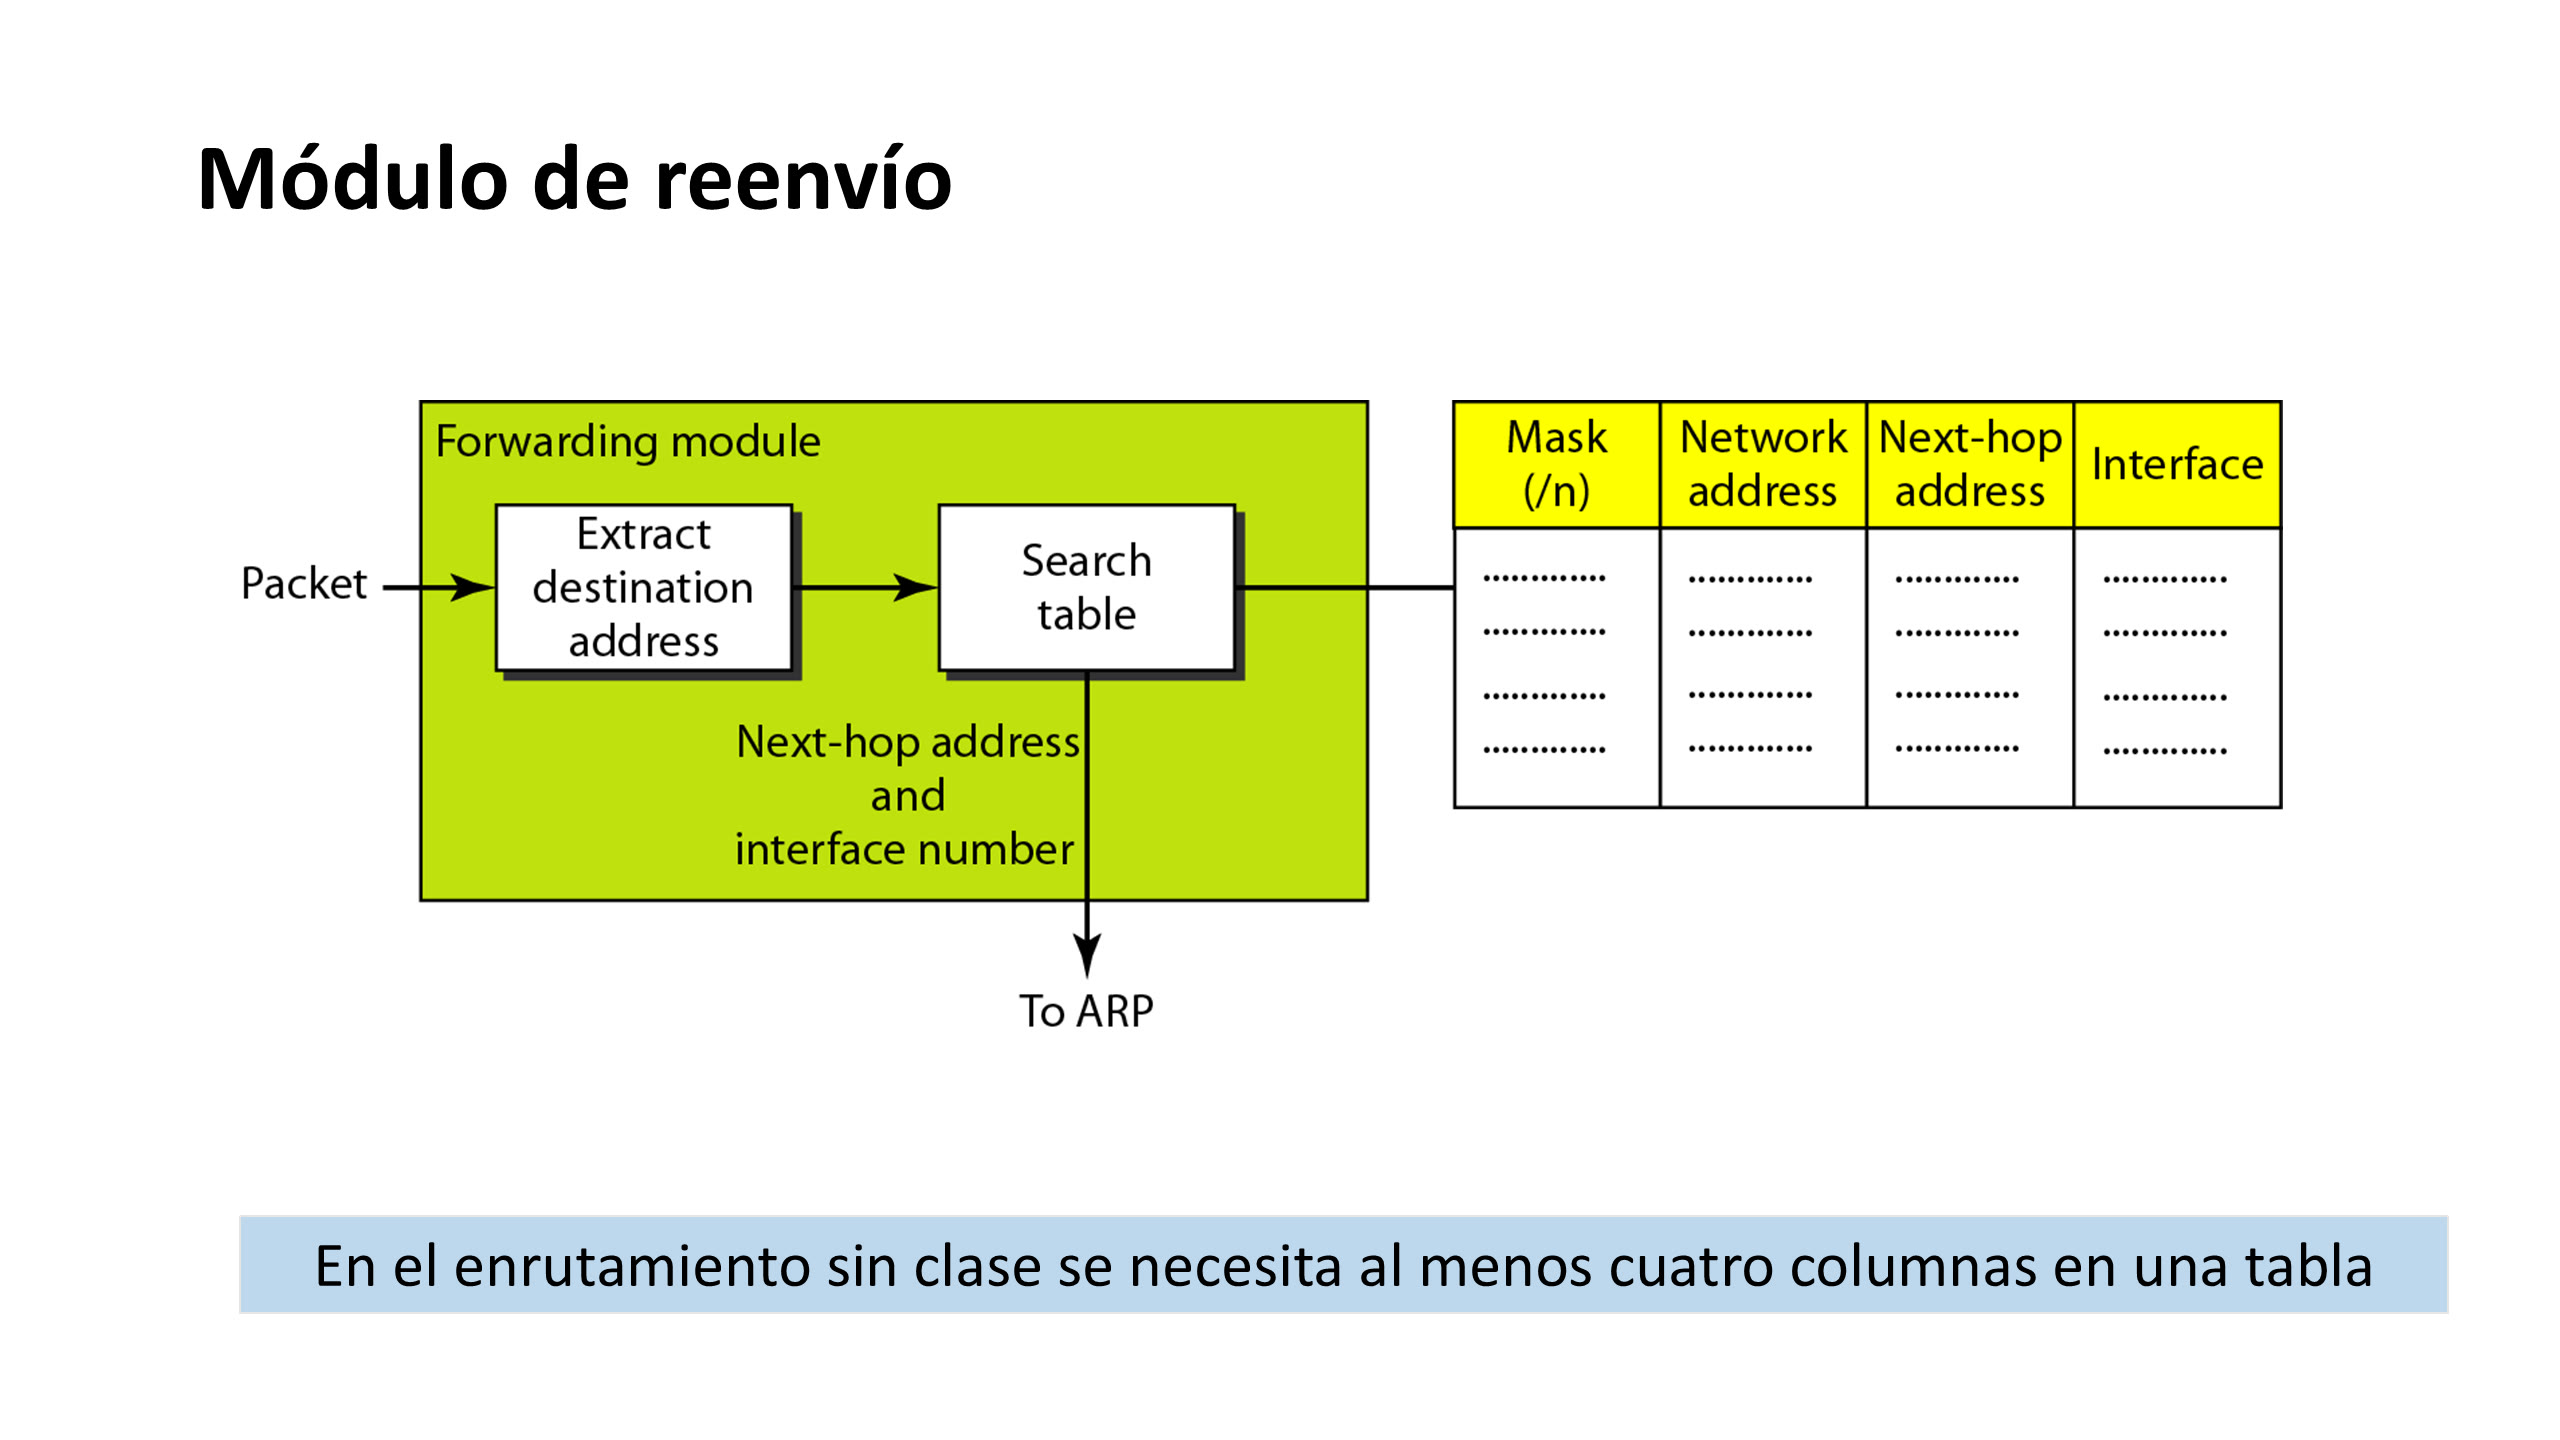 Módulo de reenvío
Forwarding module
Packet
Extract
destination
address
Search
table
Next-hop address
and
interface number
To ARP
Mask
(/n)
Network
address
Next-hop
address
Interface
En el enrutamiento sin clase se necesita al menos cuatro columnas en una tabla